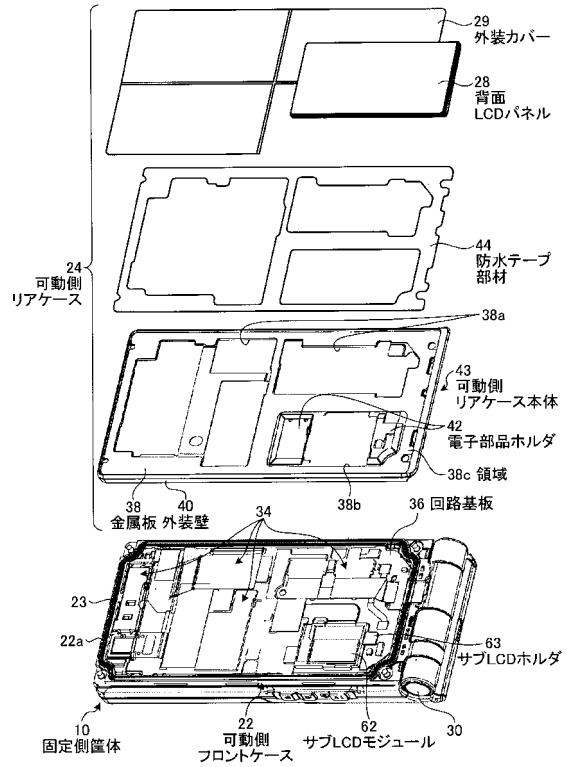 29
外装カバー
28
背面
LCDパネル
44
防水テープ
部材
24
可動側
リアケース
38a
43
可動側
リアケース本体
42
電子部品ホルダ
38c 領域
38
金属板
40
外装壁
38b
34
36 回路基板
23
22a
63
サブLCDホルダ
10
固定側筐体
22
可動側
フロントケース
62
サブLCDモジュール
30